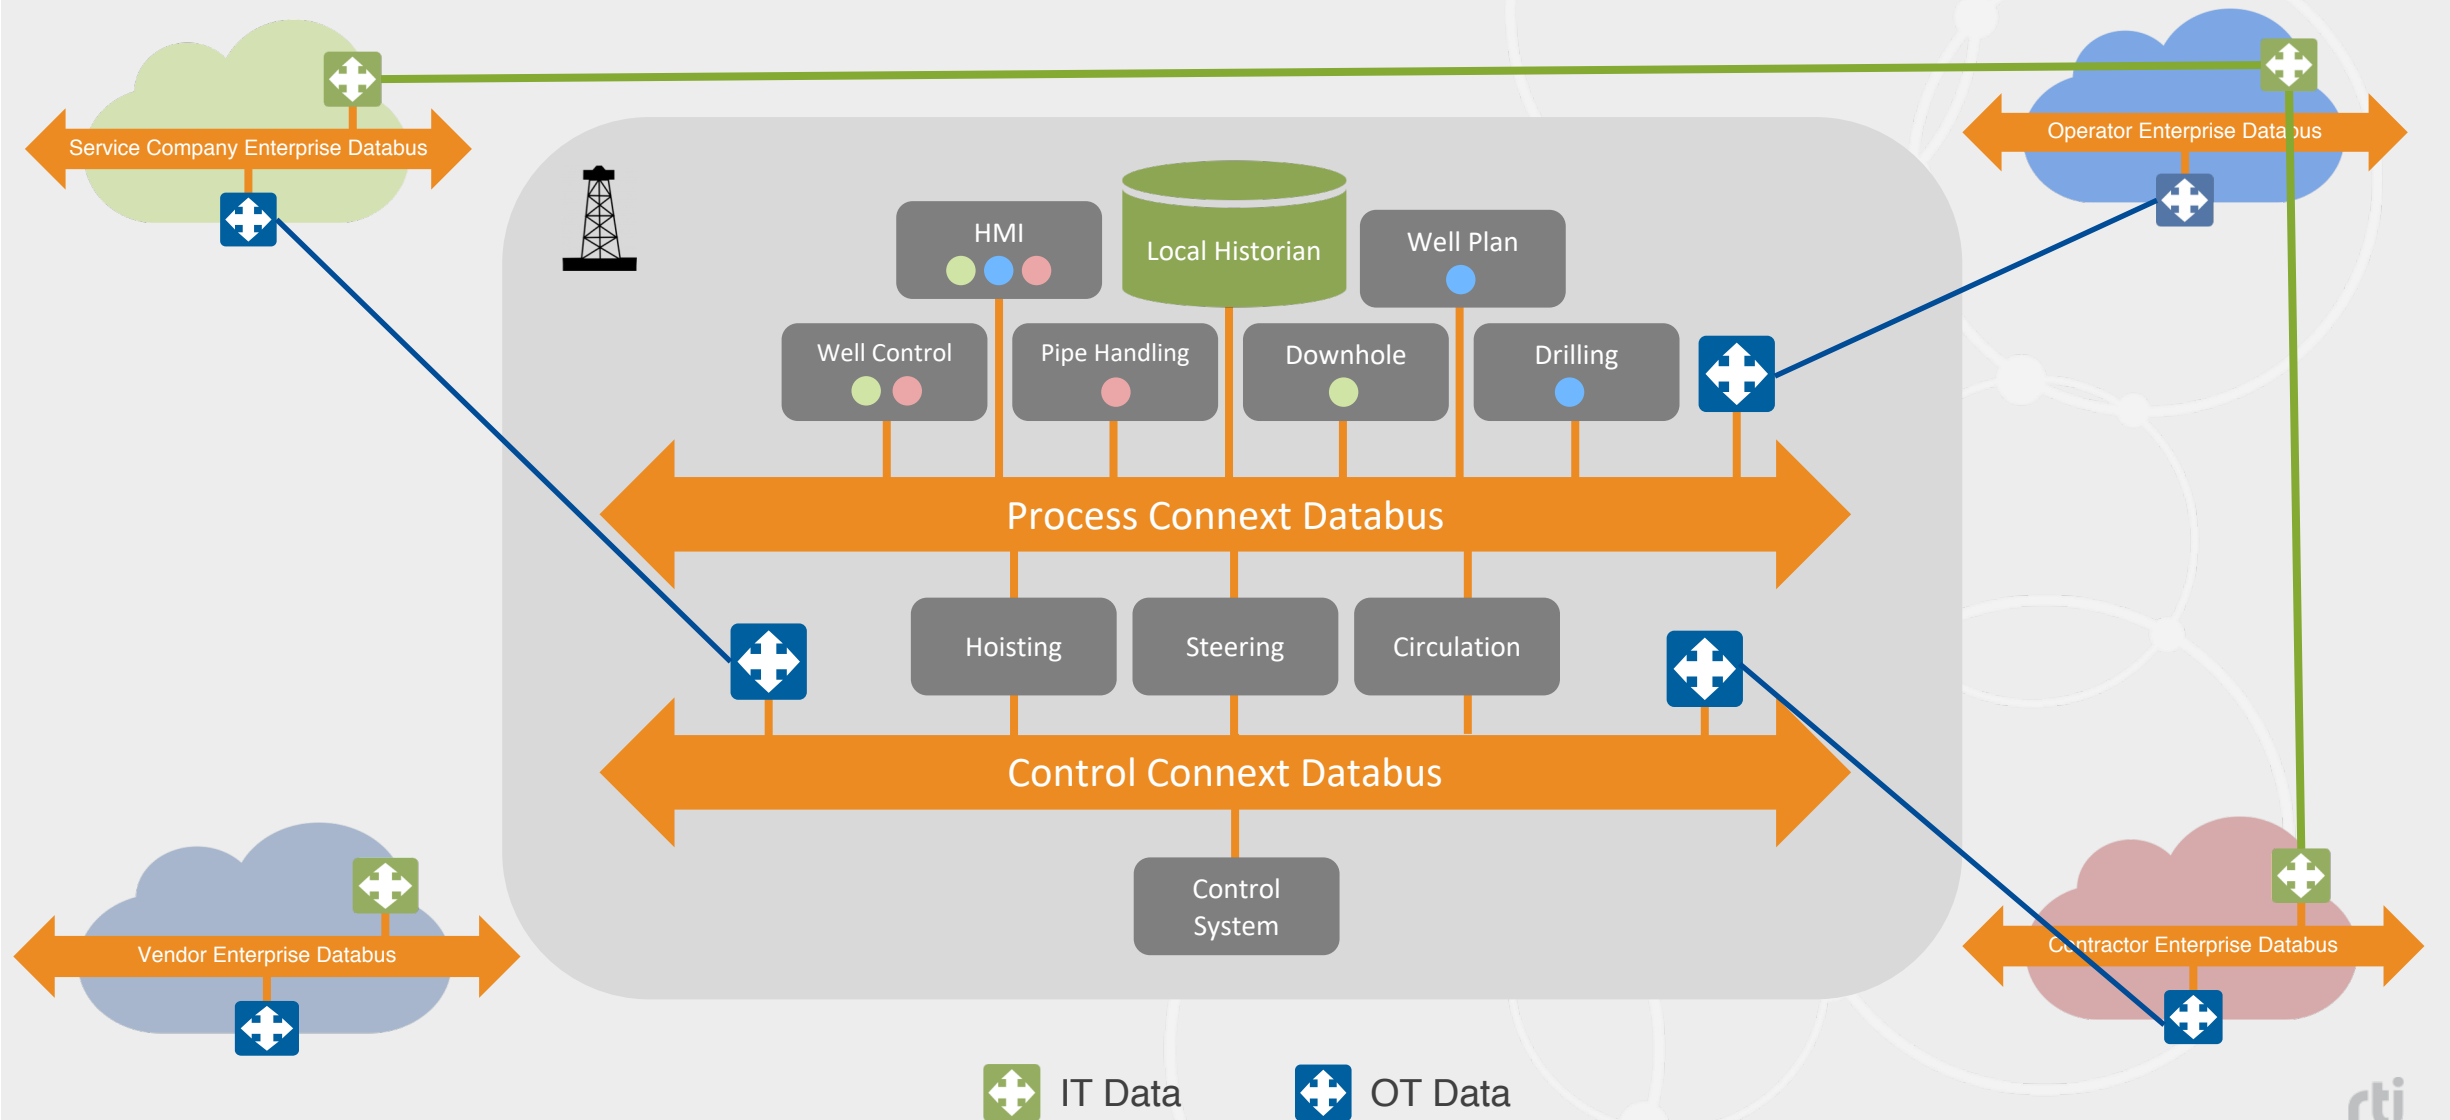 Service Company Enterprise Databus
Operator Enterprise Databus
HMI
Local Historian
Well Plan
Well Control
Pipe Handling
Downhole
Drilling
Process Connext Databus
Hoisting
Steering
Circulation
Control Connext Databus
Control
System
Vendor Enterprise Databus
Contractor Enterprise Databus
IT Data
OT Data
rti